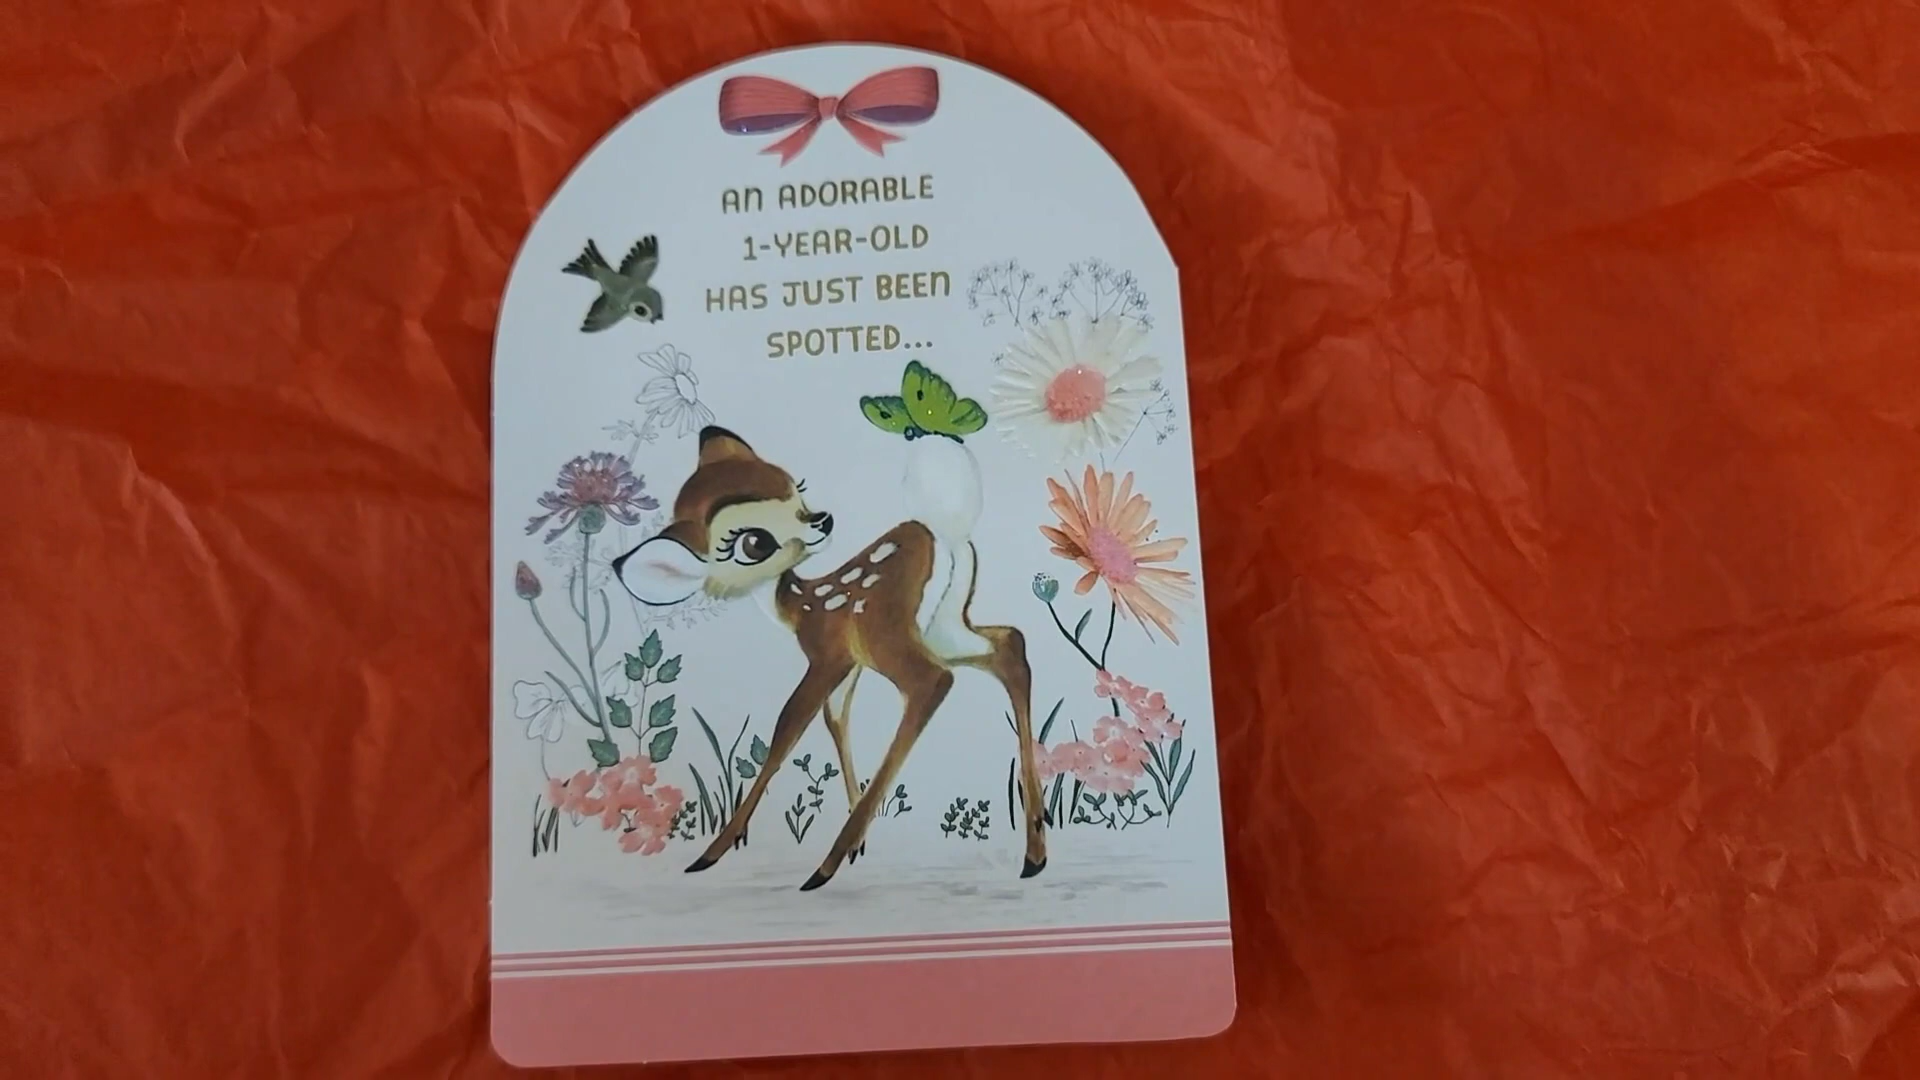 AN ADORABLE
1-YEAR-OLD
HAS JUST BEEN
SPOTTED...